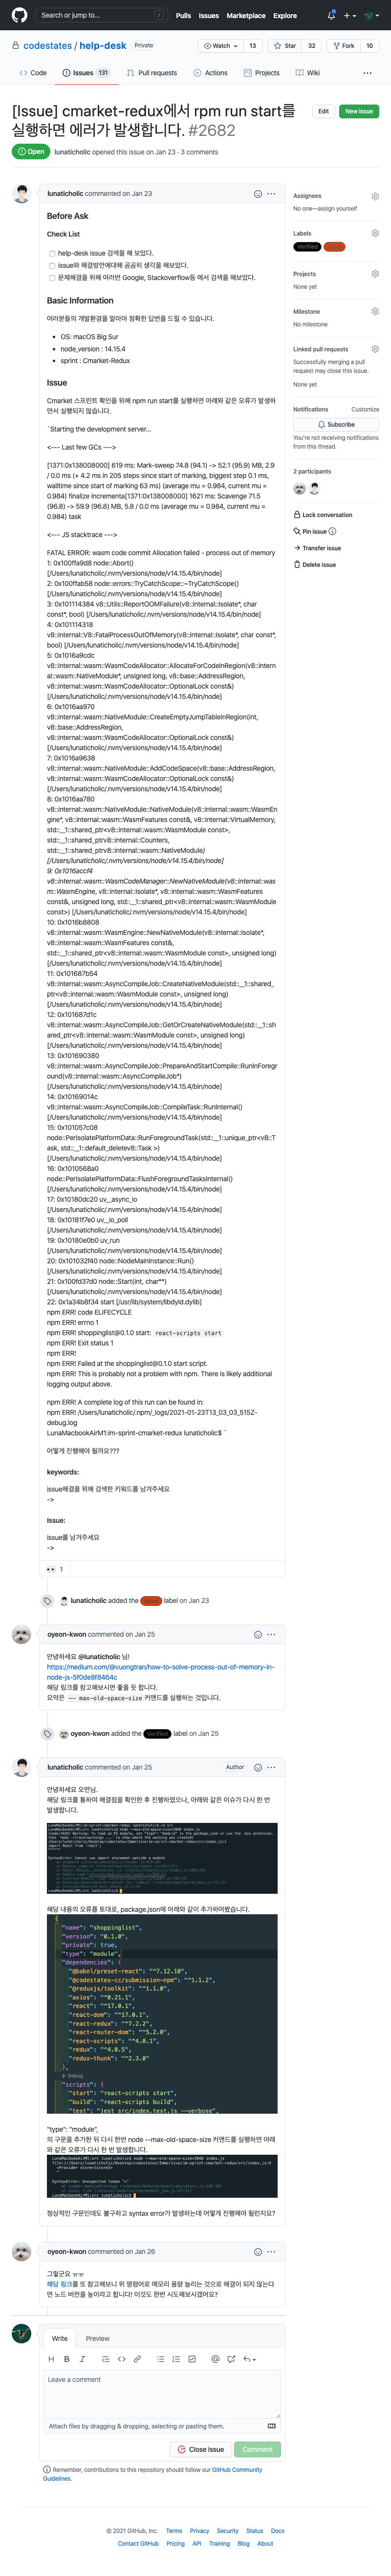 Search or jump to...
/
Pulls Issues Marketplace Explore
codestates / help-desk Private
Watch 13 Star 32 Fork 10
Code Issues 131 Pull requests Actions Projects Wiki
[Issue] cmarket-redux에서 rpm run start를
실행하면 에러가 발생합니다. #2682
Edit New issue
Open
lunaticholic opened this issue on Jan 23 · 3 comments
lunaticholic commented on Jan 23
Before Ask
Check List
help-desk issue 검색을 해 보았다.
issue와 해결방안에대해 곰곰히 생각을 해보았다.
문제해결을 위해 여러번 Google, Stackoverflow등 에서 검색을 해보았다.
Basic Information
여러분들의 개발환경을 알아야 정확한 답변을 드릴 수 있습니다.
OS: macOS Big Sur
node_version : 14.15.4
sprint : Cmarket-Redux
Issue
Cmarket 스프린트 확인을 위해 npm run start를 실행하면 아래와 같은 오류가 발생하
면서 실행되지 않습니다.
`Starting the development server...
<--- Last few GCs --->
[1371:0x138008000] 619 ms: Mark-sweep 74.8 (94.1) -> 52.1 (95.9) MB, 2.9
/ 0.0 ms (+ 4.2 ms in 205 steps since start of marking, biggest step 0.1 ms,
walltime since start of marking 63 ms) (average mu = 0.984, current mu =
0.984) finalize incrementa[1371:0x138008000] 1621 ms: Scavenge 71.5
(96.8) -> 59.9 (96.8) MB, 5.8 / 0.0 ms (average mu = 0.984, current mu =
0.984) task
<--- JS stacktrace --->
FATAL ERROR: wasm code commit Allocation failed - process out of memory
1: 0x100ffa9d8 node::Abort()
[/Users/lunaticholic/.nvm/versions/node/v14.15.4/bin/node]
2: 0x100ffab58 node::errors::TryCatchScope::~TryCatchScope()
[/Users/lunaticholic/.nvm/versions/node/v14.15.4/bin/node]
3: 0x101114384 v8::Utils::ReportOOMFailure(v8::internal::Isolate*, char
const*, bool) [/Users/lunaticholic/.nvm/versions/node/v14.15.4/bin/node]
4: 0x101114318
v8::internal::V8::FatalProcessOutOfMemory(v8::internal::Isolate*, char const*,
bool) [/Users/lunaticholic/.nvm/versions/node/v14.15.4/bin/node]
5: 0x1016a9cdc
v8::internal::wasm::WasmCodeAllocator::AllocateForCodeInRegion(v8::intern
al::wasm::NativeModule*, unsigned long, v8::base::AddressRegion,
v8::internal::wasm::WasmCodeAllocator::OptionalLock const&)
[/Users/lunaticholic/.nvm/versions/node/v14.15.4/bin/node]
6: 0x1016aa970
v8::internal::wasm::NativeModule::CreateEmptyJumpTableInRegion(int,
v8::base::AddressRegion,
v8::internal::wasm::WasmCodeAllocator::OptionalLock const&)
[/Users/lunaticholic/.nvm/versions/node/v14.15.4/bin/node]
7: 0x1016a9638
v8::internal::wasm::NativeModule::AddCodeSpace(v8::base::AddressRegion,
v8::internal::wasm::WasmCodeAllocator::OptionalLock const&)
[/Users/lunaticholic/.nvm/versions/node/v14.15.4/bin/node]
8: 0x1016aa780
v8::internal::wasm::NativeModule::NativeModule(v8::internal::wasm::WasmEn
gine*, v8::internal::wasm::WasmFeatures const&, v8::internal::VirtualMemory,
std::__1::shared_ptr<v8::internal::wasm::WasmModule const>,
std::__1::shared_ptrv8::internal::Counters,
std::__1::shared_ptrv8::internal::wasm::NativeModule)
[/Users/lunaticholic/.nvm/versions/node/v14.15.4/bin/node]
9: 0x1016accf4
v8::internal::wasm::WasmCodeManager::NewNativeModule(v8::internal::was
m::WasmEngine, v8::internal::Isolate*, v8::internal::wasm::WasmFeatures
const&, unsigned long, std::__1::shared_ptr<v8::internal::wasm::WasmModule
const>) [/Users/lunaticholic/.nvm/versions/node/v14.15.4/bin/node]
10: 0x1016b8808
v8::internal::wasm::WasmEngine::NewNativeModule(v8::internal::Isolate*,
v8::internal::wasm::WasmFeatures const&,
std::__1::shared_ptr<v8::internal::wasm::WasmModule const>, unsigned long)
[/Users/lunaticholic/.nvm/versions/node/v14.15.4/bin/node]
11: 0x101687b54
v8::internal::wasm::AsyncCompileJob::CreateNativeModule(std::__1::shared_
ptr<v8::internal::wasm::WasmModule const>, unsigned long)
[/Users/lunaticholic/.nvm/versions/node/v14.15.4/bin/node]
12: 0x101687d1c
v8::internal::wasm::AsyncCompileJob::GetOrCreateNativeModule(std::__1::sh
ared_ptr<v8::internal::wasm::WasmModule const>, unsigned long)
[/Users/lunaticholic/.nvm/versions/node/v14.15.4/bin/node]
13: 0x101690380
v8::internal::wasm::AsyncCompileJob::PrepareAndStartCompile::RunInForegr
ound(v8::internal::wasm::AsyncCompileJob*)
[/Users/lunaticholic/.nvm/versions/node/v14.15.4/bin/node]
14: 0x10169014c
v8::internal::wasm::AsyncCompileJob::CompileTask::RunInternal()
[/Users/lunaticholic/.nvm/versions/node/v14.15.4/bin/node]
15: 0x101057c08
node::PerIsolatePlatformData::RunForegroundTask(std::__1::unique_ptr<v8::T
ask, std::__1::default_deletev8::Task >)
[/Users/lunaticholic/.nvm/versions/node/v14.15.4/bin/node]
16: 0x1010568a0
node::PerIsolatePlatformData::FlushForegroundTasksInternal()
[/Users/lunaticholic/.nvm/versions/node/v14.15.4/bin/node]
17: 0x10180dc20 uv__async_io
[/Users/lunaticholic/.nvm/versions/node/v14.15.4/bin/node]
18: 0x10181f7e0 uv__io_poll
[/Users/lunaticholic/.nvm/versions/node/v14.15.4/bin/node]
19: 0x10180e0b0 uv_run
[/Users/lunaticholic/.nvm/versions/node/v14.15.4/bin/node]
20: 0x101032f40 node::NodeMainInstance::Run()
[/Users/lunaticholic/.nvm/versions/node/v14.15.4/bin/node]
21: 0x100fd37d0 node::Start(int, char**)
[/Users/lunaticholic/.nvm/versions/node/v14.15.4/bin/node]
22: 0x1a34b8f34 start [/usr/lib/system/libdyld.dylib]
npm ERR! code ELIFECYCLE
npm ERR! errno 1
npm ERR! shoppinglist@0.1.0 start: react-scripts start
npm ERR! Exit status 1
npm ERR!
npm ERR! Failed at the shoppinglist@0.1.0 start script.
npm ERR! This is probably not a problem with npm. There is likely additional
logging output above.
npm ERR! A complete log of this run can be found in:
npm ERR! /Users/lunaticholic/.npm/_logs/2021-01-23T13_03_03_515Z-
debug.log
LunaMacbookAirM1:im-sprint-cmarket-redux lunaticholic$ `
어떻게 진행해야 될까요???
keywords:
issue해결을 위해 검색한 키워드를 남겨주세요
->
Issue:
issue를 남겨주세요
->
1
lunaticholic added the Issue label on Jan 23
oyeon-kwon commented on Jan 25
안녕하세요 @lunaticholic 님!
https://medium.com/@vuongtran/how-to-solve-process-out-of-memory-in-
node-js-5f0de8f8464c
해당 링크를 참고해보시면 좋을 듯 합니다.
요약은 -- max-old-space-size 커맨드를 실행하는 것입니다.
oyeon-kwon added the Verified label on Jan 25
lunaticholic commented on Jan 25
Author
안녕하세요 오연님.
해당 링크를 통하여 해결점을 확인한 후 진행하였으나, 아래와 같은 이슈가 다시 한 번
발생합니다.
SyntaxError: Cannot use import statement outside a module
해당 내용의 오류를 토대로, package.json에 아래와 같이 추가하여봤습니다.
{
"name": "shoppinglist",
"version": "0.1.0",
"private": true,
"type": "module",
"dependencies": {
"@babel/preset-react": "^7.12.10",
"@codestates-cc/submission-npm": "^1.1.2",
"@reduxjs/toolkit": "^1.1.0",
"axios": "^0.21.1",
"react": "^17.0.1",
"react-dom": "^17.0.1",
"react-redux": "^7.2.2",
"react-router-dom": "^5.2.0",
"react-scripts": "^4.0.1",
"redux": "^4.0.5",
"redux-thunk": "^2.3.0"
},
Debug
"scripts": {
"start": "react-scripts start",
"build": "react-scripts build",
"test": "jest src/index.test.js --verbose",
"type": "module",
의 구문을 추가한 뒤 다시 한번 node --max-old-space-size 커맨드를 실행하면 아래
와 같은 오류가 다시 한 번 발생합니다.
<Provider store={store}>
^
SyntaxError: Unexpected token '<'
정상적인 구문인데도 불구하고 syntax error가 발생하는데 어떻게 진행해야 될런지요?
oyeon-kwon commented on Jan 26
그렇군요 ㅠㅠ
해당 링크를 또 참고해보니 위 명령어로 메모리 용량 늘리는 것으로 해결이 되지 않는다
면 노드 버전을 높이라고 합니다! 이것도 한번 시도해보시겠어요?
Write Preview
Leave a comment
Attach files by dragging & dropping, selecting or pasting them.
Close issue Comment
Remember, contributions to this repository should follow our GitHub Community
Guidelines.
Assignees
No one—assign yourself
Labels
Verified Issue
Projects
None yet
Milestone
No milestone
Linked pull requests
Successfully merging a pull
request may close this issue.
None yet
Notifications Customize
Subscribe
You're not receiving notifications
from this thread.
2 participants
Lock conversation
Pin issue
Transfer issue
Delete issue
© 2021 GitHub, Inc. Terms Privacy Security Status Docs
Contact GitHub Pricing API Training Blog About